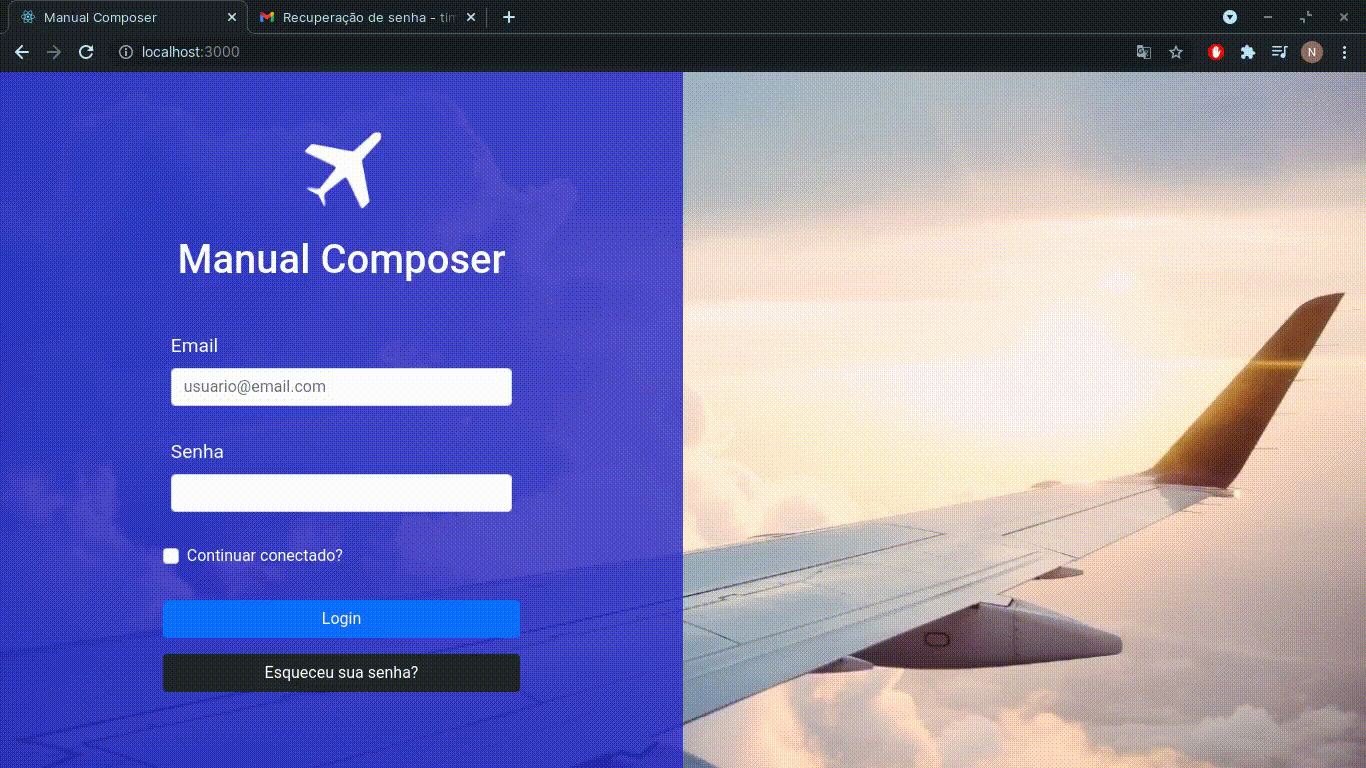 Manual Composer
Recuperação de senha - tim
localhost:3000
N
Manual Composer
Email
usuario@email.com
Senha
Continuar conectado?
Login
Esqueceu sua senha?